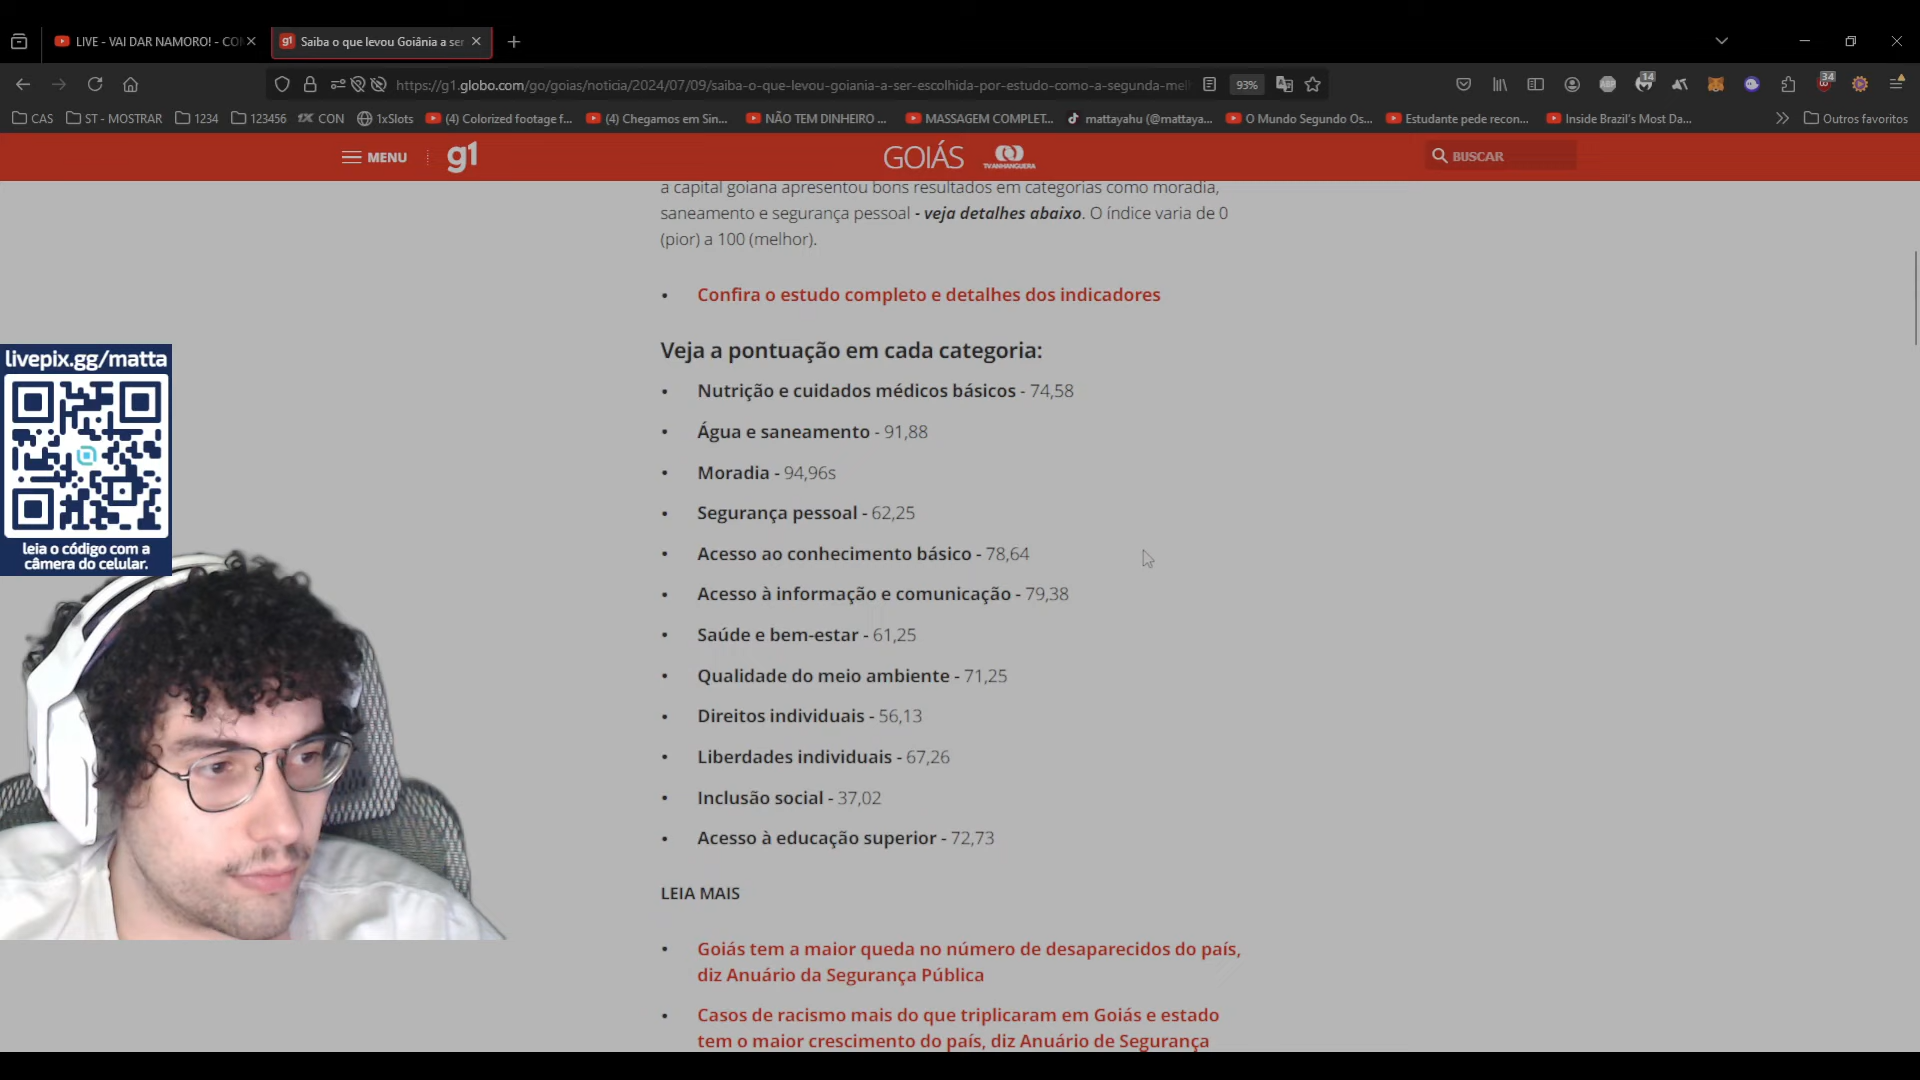 LIVE - VAI DAR NAMORO! - CO
Saiba o que levou Goiânia a ser
https://g1.globo.com/go/goias/noticia/2024/07/09/saiba-o-que-levou-goiania-a-ser-escolhida-por-estudo-como-a-segunda-mel
93%
14
34
CAS
ST - MOSTRAR
1234
123456
1X CON
1xSlots
(4) Colorized footage f...
(4) Chegamos em Sin...
NÃO TEM DINHEIRO ...
MASSAGEM COMPLET...
mattayahu (@mattaya...
O Mundo Segundo Os...
Estudante pede recon...
Inside Brazil's Most Da...
Outros favoritos
MENU
g1
GOIÁS
TV ANHANGUERA
BUSCAR
a capital goiana apresentou bons resultados em categorias como moradia,
saneamento e segurança pessoal - veja detalhes abaixo. O índice varia de 0
(pior) a 100 (melhor).
• Confira o estudo completo e detalhes dos indicadores
Veja a pontuação em cada categoria:
• Nutrição e cuidados médicos básicos - 74,58
• Água e saneamento - 91,88
• Moradia - 94,96s
• Segurança pessoal - 62,25
• Acesso ao conhecimento básico - 78,64
• Acesso à informação e comunicação - 79,38
• Saúde e bem-estar - 61,25
• Qualidade do meio ambiente - 71,25
• Direitos individuais - 56,13
• Liberdades individuais - 67,26
• Inclusão social - 37,02
• Acesso à educação superior - 72,73
LEIA MAIS
• Goiás tem a maior queda no número de desaparecidos do país,
diz Anuário da Segurança Pública
• Casos de racismo mais do que triplicaram em Goiás e estado
tem o maior crescimento do país, diz Anuário de Segurança
livepix.gg/matta
leia o código com a
câmera do celular.